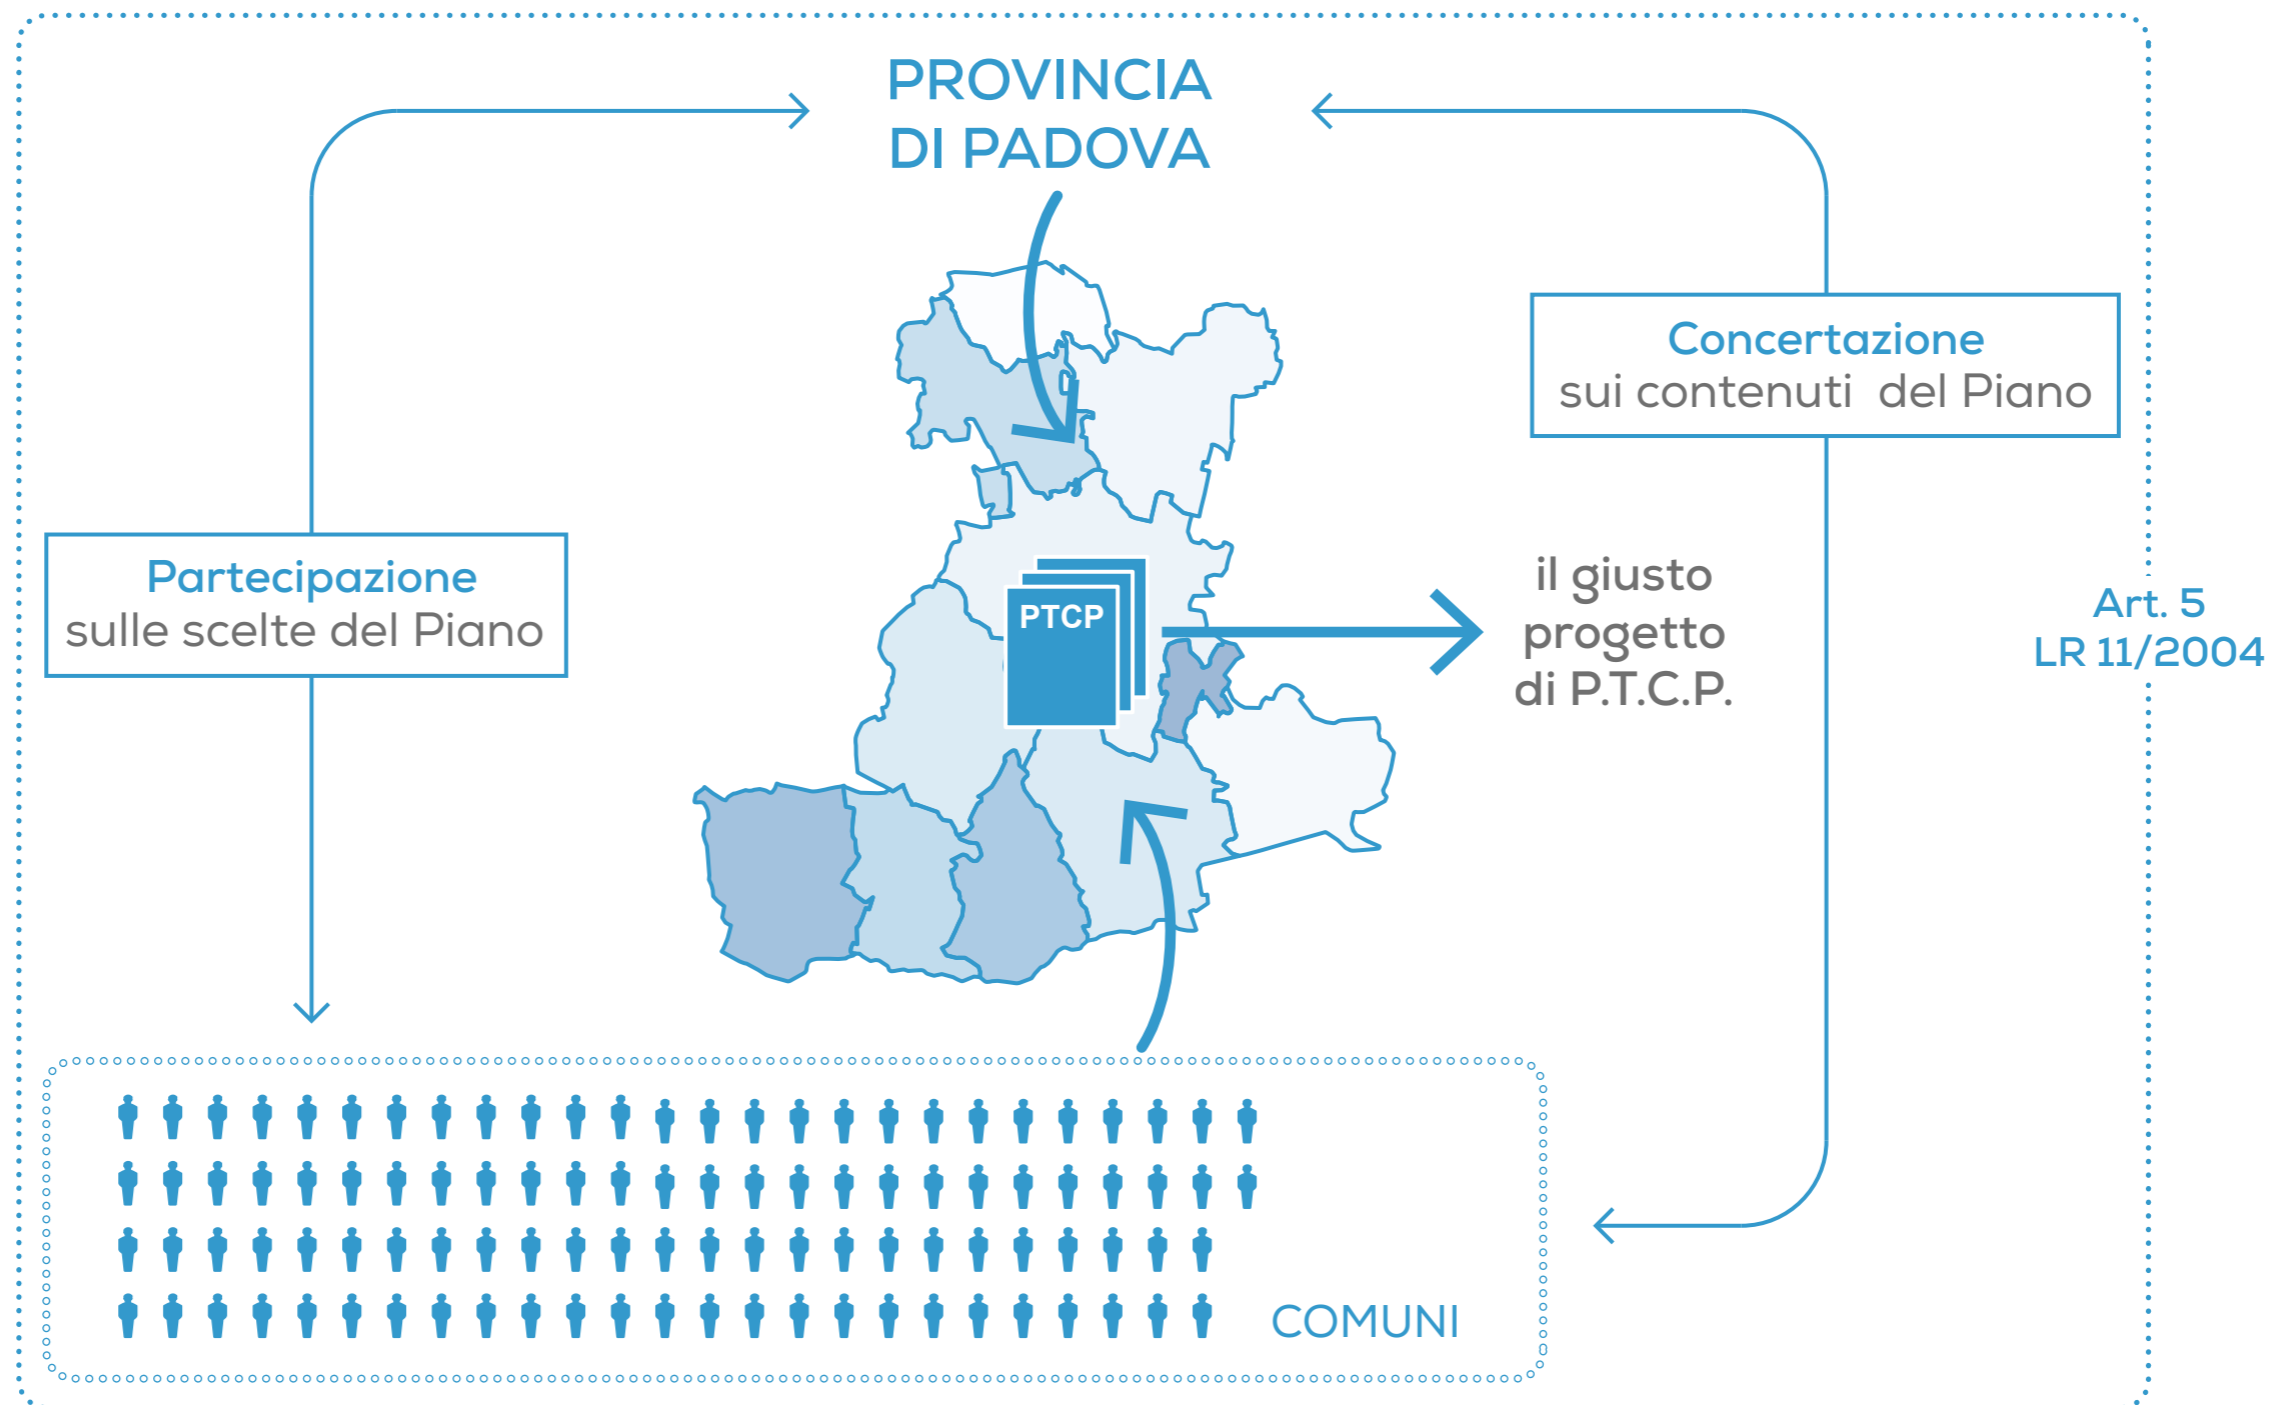 PROVINCIA
DI PADOVA
Concertazione
sui contenuti del Piano
Partecipazione
sulle scelte del Piano
PTCP
il giusto
progetto
di P.T.C.P.
Art. 5
LR 11/2004
COMUNI